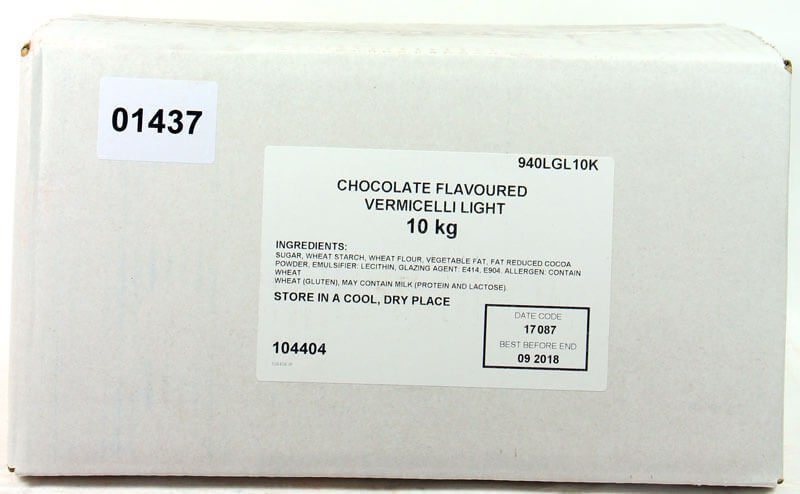 01437
940LGL10K
CHOCOLATE FLAVOURED
VERMICELLI LIGHT
10 kg
INGREDIENTS:
SUGAR, WHEAT STARCH, WHEAT FLOUR, VEGETABLE FAT, FAT REDUCED COCOA
POWDER, EMULSIFIER: LECITHIN, GLAZING AGENT: E414, E904. ALLERGEN: CONTAIN
WHEAT
WHEAT (GLUTEN), MAY CONTAIN MILK (PROTEIN AND LACTOSE).
STORE IN A COOL, DRY PLACE
DATE CODE
17087
BEST BEFORE END
09 2018
104404